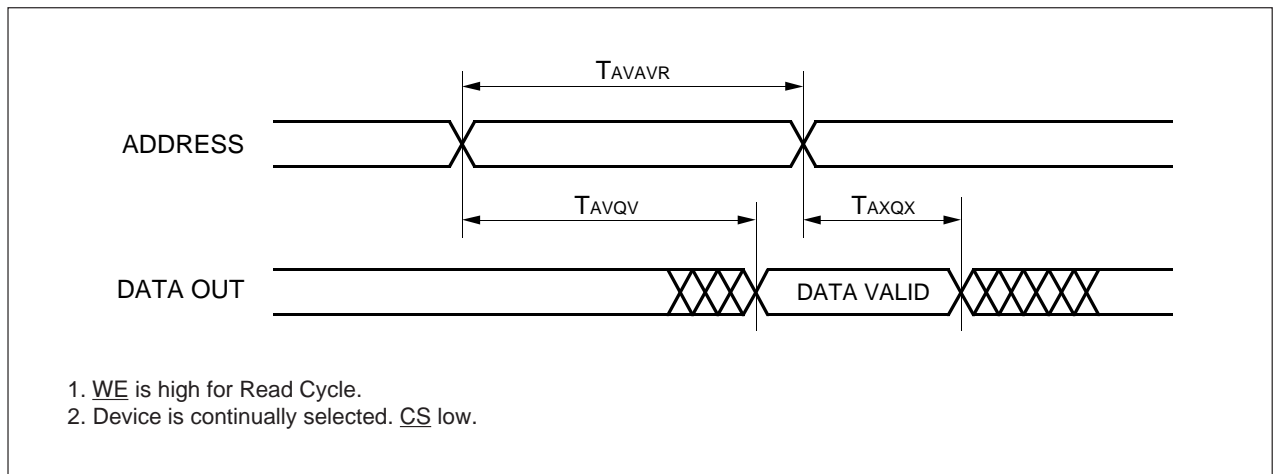 TAVAVR
ADDRESS
TAVQV TAXQX
DATA OUT DATA VALID
1. WE is high for Read Cycle.
2. Device is continually selected. CS low.